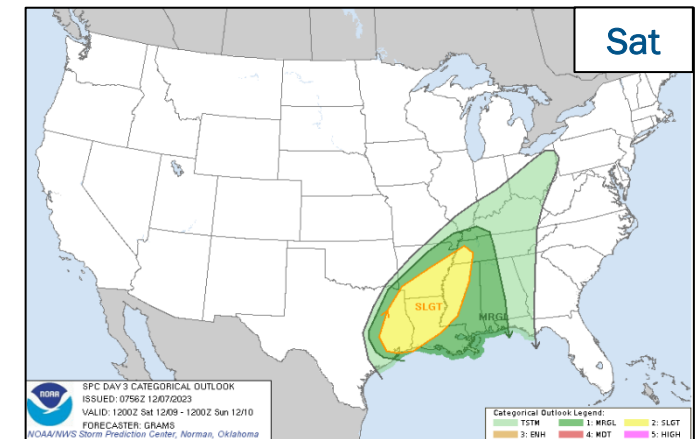 Sat
SLGT
MRGL
NOAA
SPC DAY 3 CATEGORICAL OUTLOOK
ISSUED: 0756Z 12/07/2023
VALID: 1200Z Sat 12/09 - 1200Z Sun 12/10
FORECASTER: GRAMS
NOAA/NWS Storm Prediction Center, Norman, Oklahoma
Categorical Outlook Legend:
TSTM 1: MRGL 2: SLGT
3: ENH 4: MDT 5: HIGH